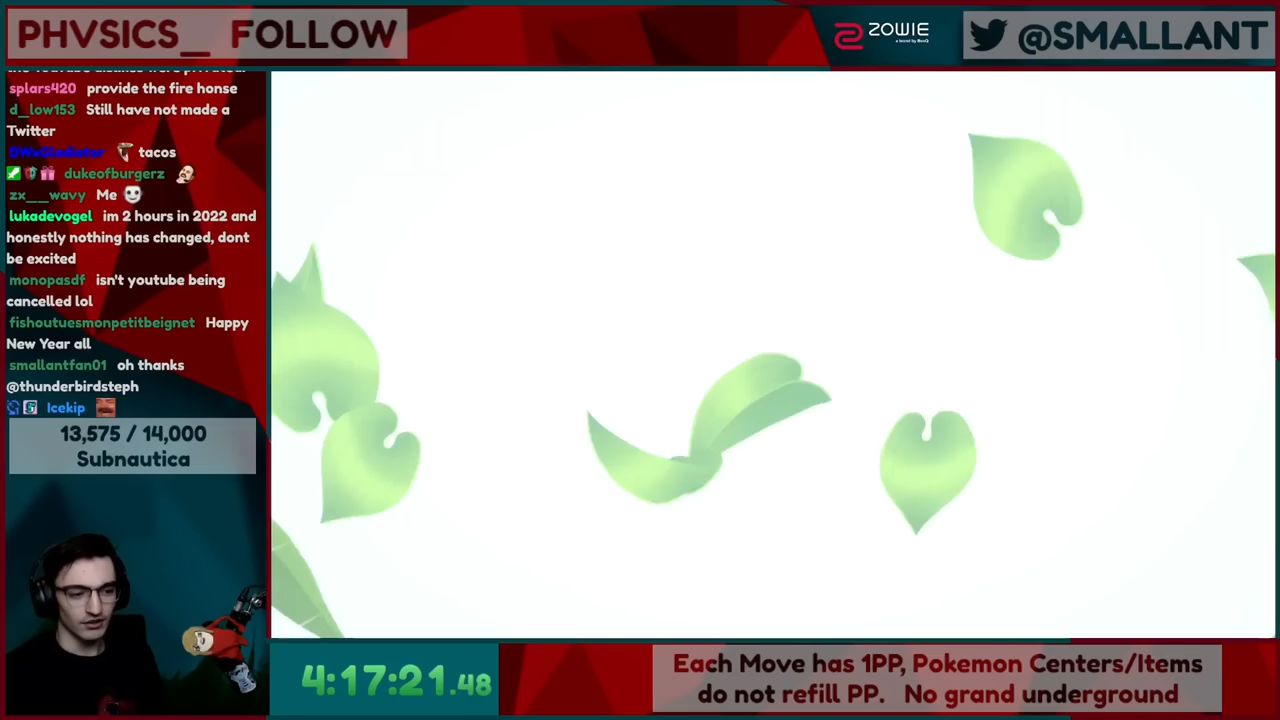 PHVSICS_ FOLLOW
ZOWIE
@SMALLANT
splars420 provide the fire honse
d__low153 Still have not made a
Twitter
tacos
dukeofburgerz
zx___wavy Me
lukadevogel im 2 hours in 2022 and
honestly nothing has changed, dont
be excited
monopasdf isn't youtube being
cancelled lol
fishoutuesmonpetitbeignet Happy
New Year all
smallantfan01 oh thanks
@thunderbirdsteph
Icekip
13,575 / 14,000
Subnautica
4:17:21.48
Each Move has 1PP, Pokemon Centers/Items
do not refill PP. No grand underground